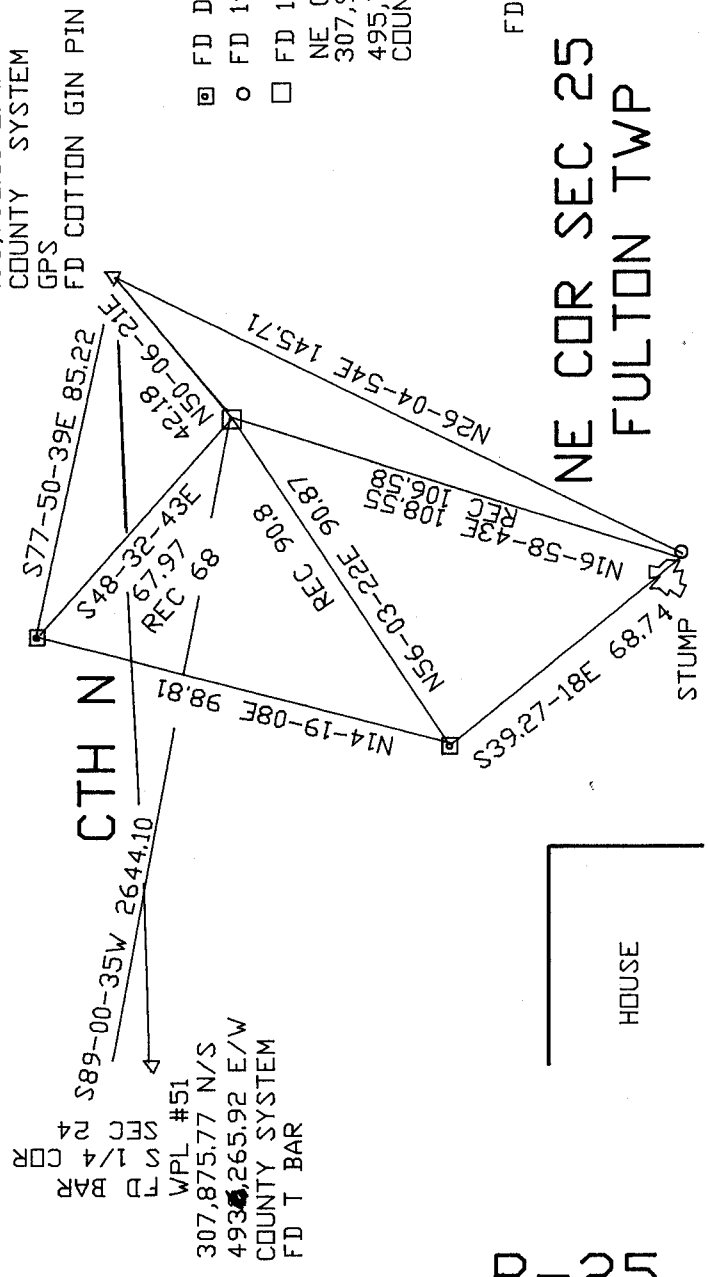 COUNTY SYSTEM
GPS
FD COTTON GIN PIN
FD
FD
FD
NE
COUN
FD
S77-50-39E 85.22
42.18
N50-06-21E
S48-32-43E
67.97
REC 68
N26-04-54E 145.71
REC 90.8
N56-03-22E 90.87
N16-58-43E 108.55
REC 106.58
N14-19-08E 98.81
S39.27-18E 68.74
STUMP
CTH N
NE COR SEC 25
FULTON TWP
S89-00-35W 2644.10
FD BAR
S 1/4 COR
SEC 24
WPL #51
307,875.77 N/S
493,265.92 E/W
COUNTY SYSTEM
FD T BAR
HOUSE